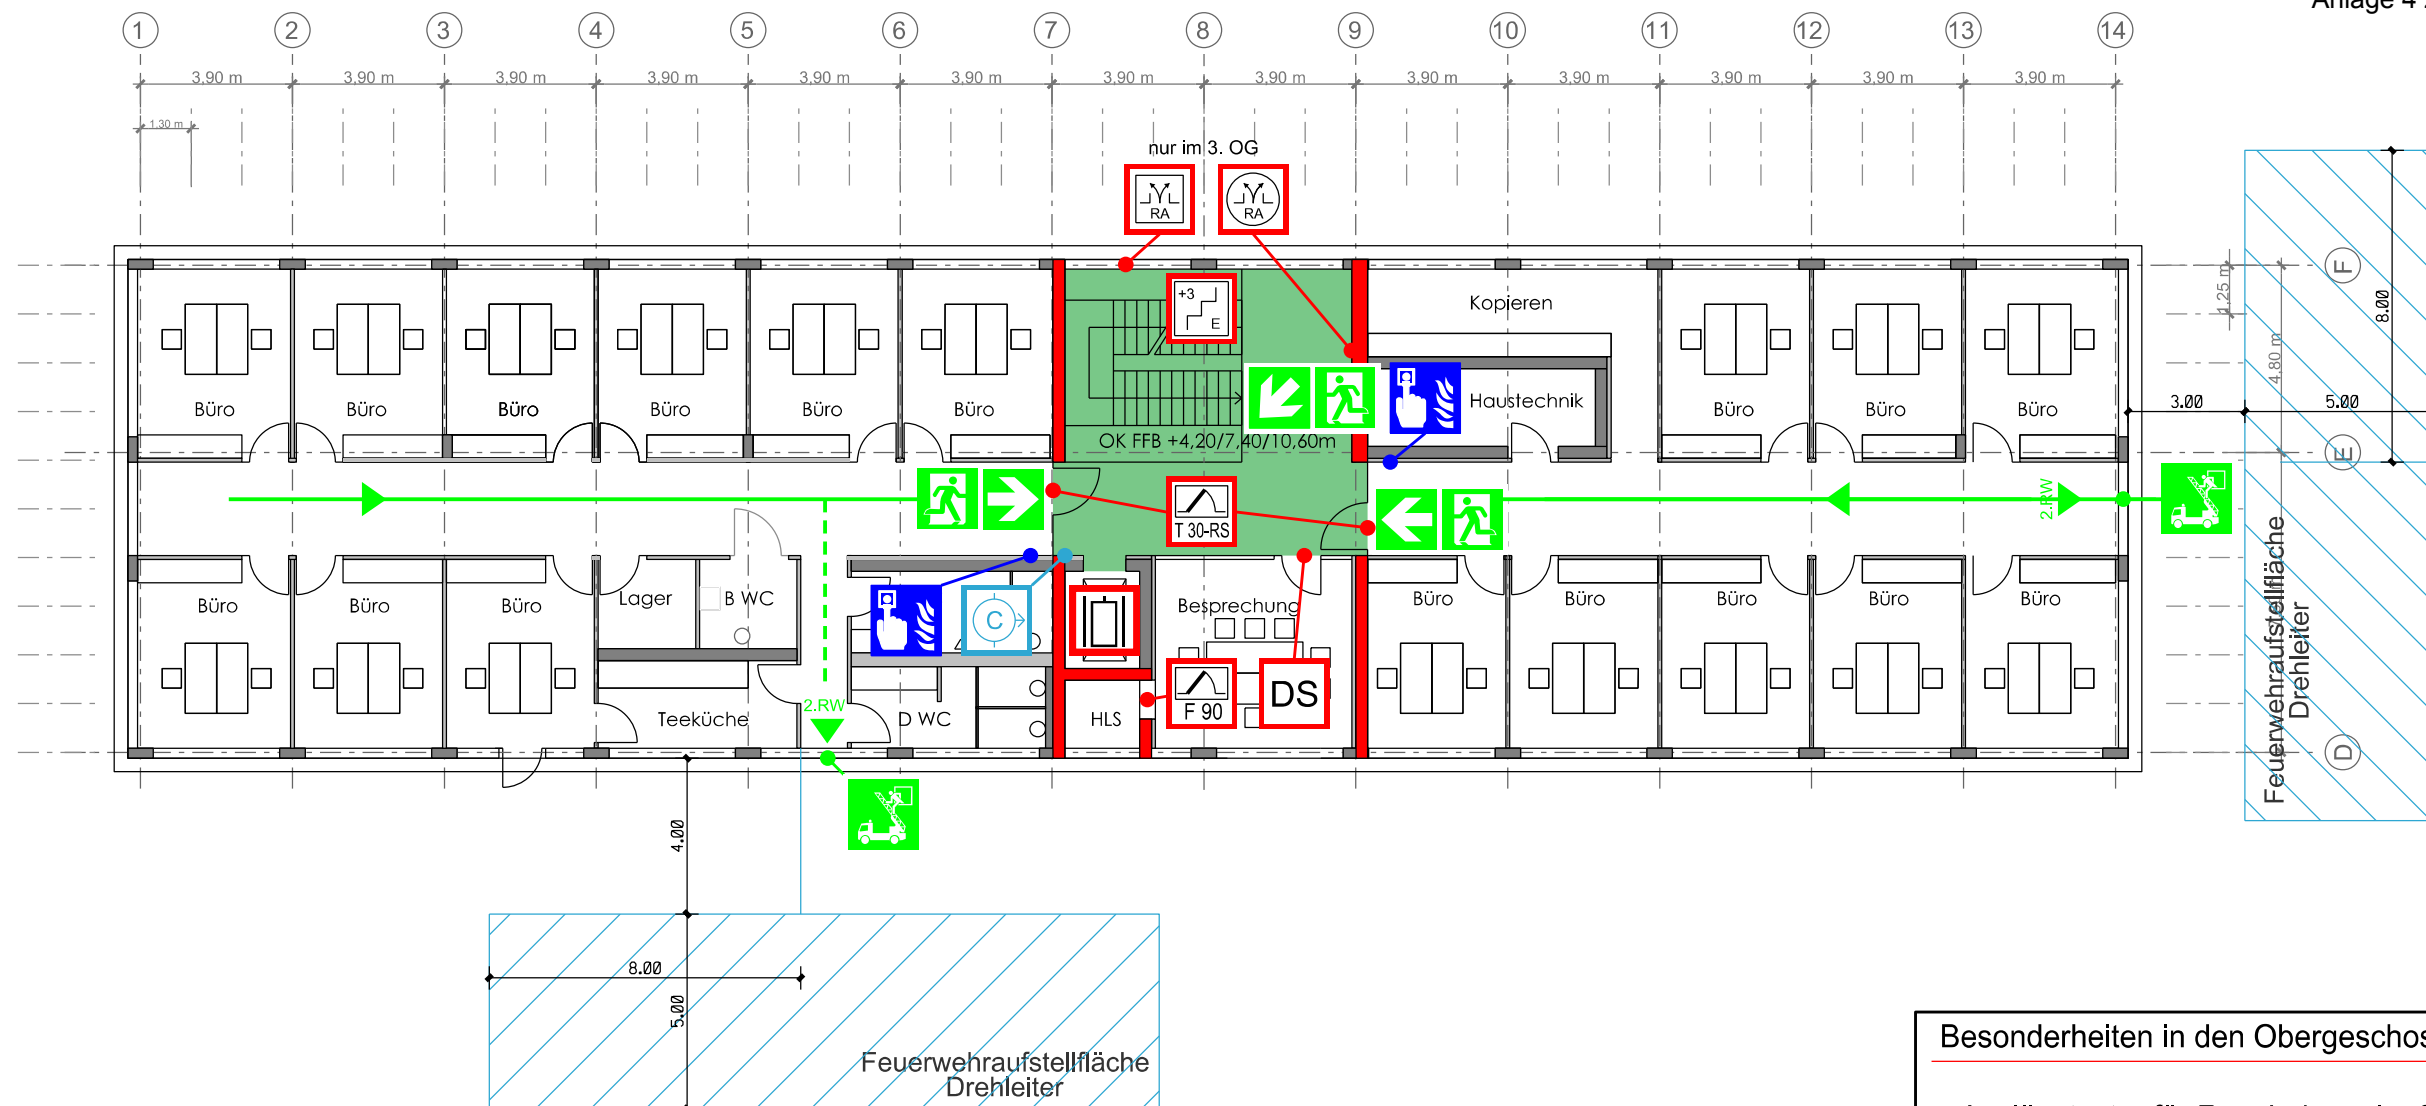 Anlage 4
1 2 3 4 5 6 7 8 9 10 11 12 13 14
3,90 m 3,90 m 3,90 m 3,90 m 3,90 m 3,90 m 3,90 m 3,90 m 3,90 m 3,90 m 3,90 m 3,90 m 3,90 m
1.30 m
nur im 3. OG
RA RA
F
1,25 m
8.00
+3
E
Kopieren
4,80 m
3.00 5.00
Büro Büro Büro Büro Büro Büro
Haustechnik
Büro Büro Büro
OK FFB +4,20/7,40/10,60m
E
2.RW
T 30-RS
Feuerwehraufstellfläche
Drehleiter
Büro Büro Büro Lager B WC
C
Besprechung
Büro Büro Büro Büro Büro
2.RW
Teeküche
D WC
HLS
F 90
DS
D
4.00
8.00
5.00
Feuerwehraufstellfläche
Drehleiter
Besonderheiten in den Obergeschos